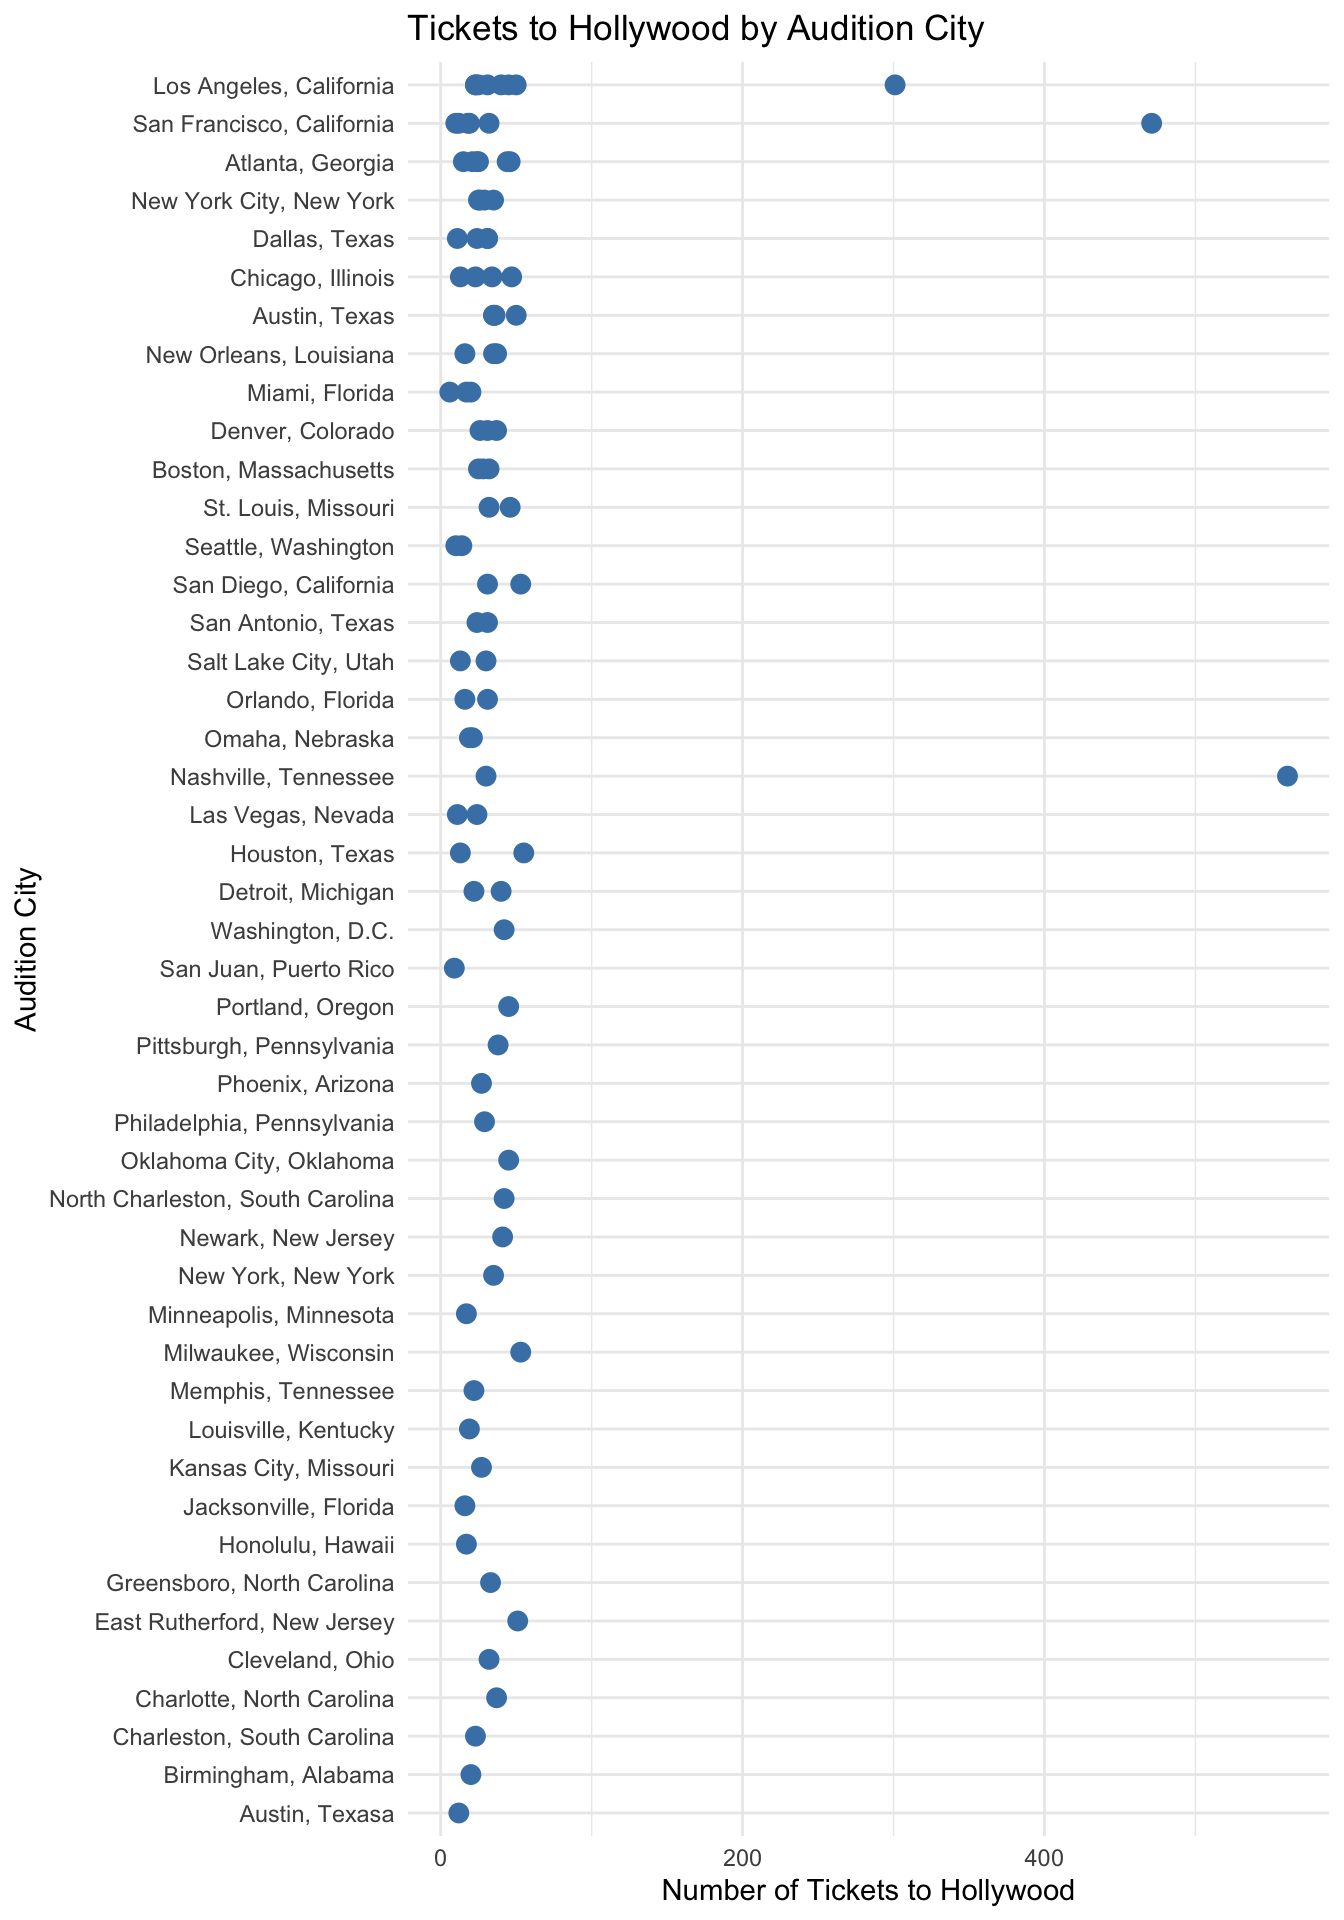 Tickets to Hollywood by Audition City
Los Angeles, California
San Francisco, California
Atlanta, Georgia
New York City, New York
Dallas, Texas
Chicago, Illinois
Austin, Texas
New Orleans, Louisiana
Miami, Florida
Denver, Colorado
Boston, Massachusetts
St. Louis, Missouri
Seattle, Washington
San Diego, California
San Antonio, Texas
Salt Lake City, Utah
Orlando, Florida
Omaha, Nebraska
Nashville, Tennessee
Las Vegas, Nevada
Houston, Texas
Detroit, Michigan
Washington, D.C.
San Juan, Puerto Rico
Portland, Oregon
Pittsburgh, Pennsylvania
Phoenix, Arizona
Philadelphia, Pennsylvania
Oklahoma City, Oklahoma
North Charleston, South Carolina
Newark, New Jersey
New York, New York
Minneapolis, Minnesota
Milwaukee, Wisconsin
Memphis, Tennessee
Louisville, Kentucky
Kansas City, Missouri
Jacksonville, Florida
Honolulu, Hawaii
Greensboro, North Carolina
East Rutherford, New Jersey
Cleveland, Ohio
Charlotte, North Carolina
Charleston, South Carolina
Birmingham, Alabama
Austin, Texasa
Audition City
0 200 400
Number of Tickets to Hollywood